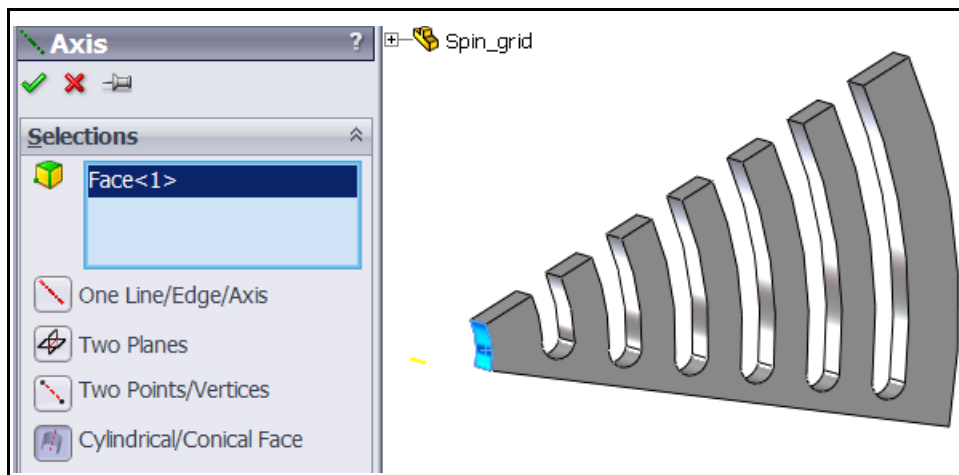 Axis ?
Spin_grid
Selections
Face<1>
One Line/Edge/Axis
Two Planes
Two Points/Vertices
Cylindrical/Conical Face